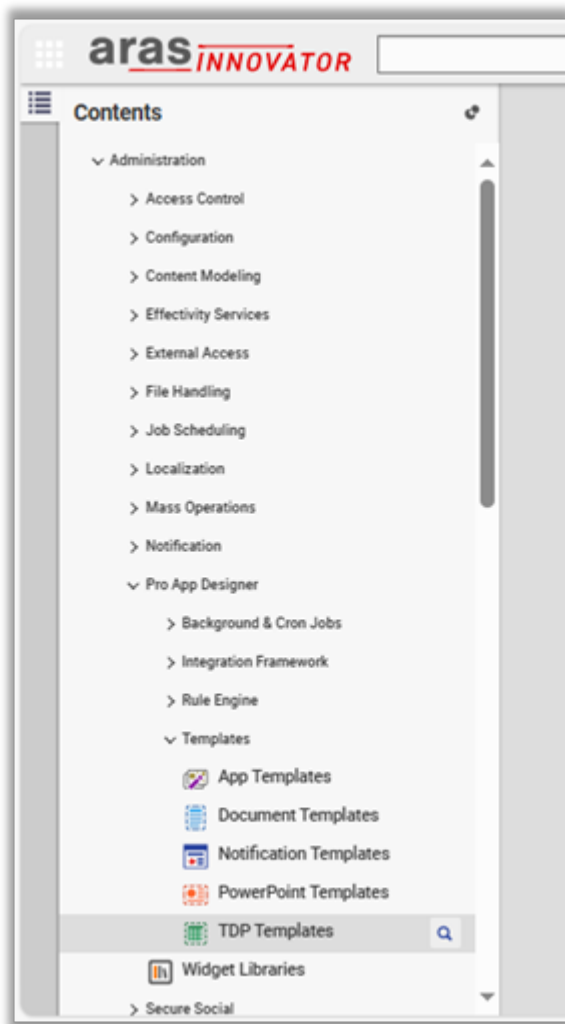 aras INNOVATOR
Contents
Administration
Access Control
Configuration
Content Modeling
Effectivity Services
External Access
File Handling
Job Scheduling
Localization
Mass Operations
Notification
Pro App Designer
Background & Cron Jobs
Integration Framework
Rule Engine
Templates
App Templates
Document Templates
Notification Templates
PowerPoint Templates
TDP Templates
Widget Libraries
Secure Social